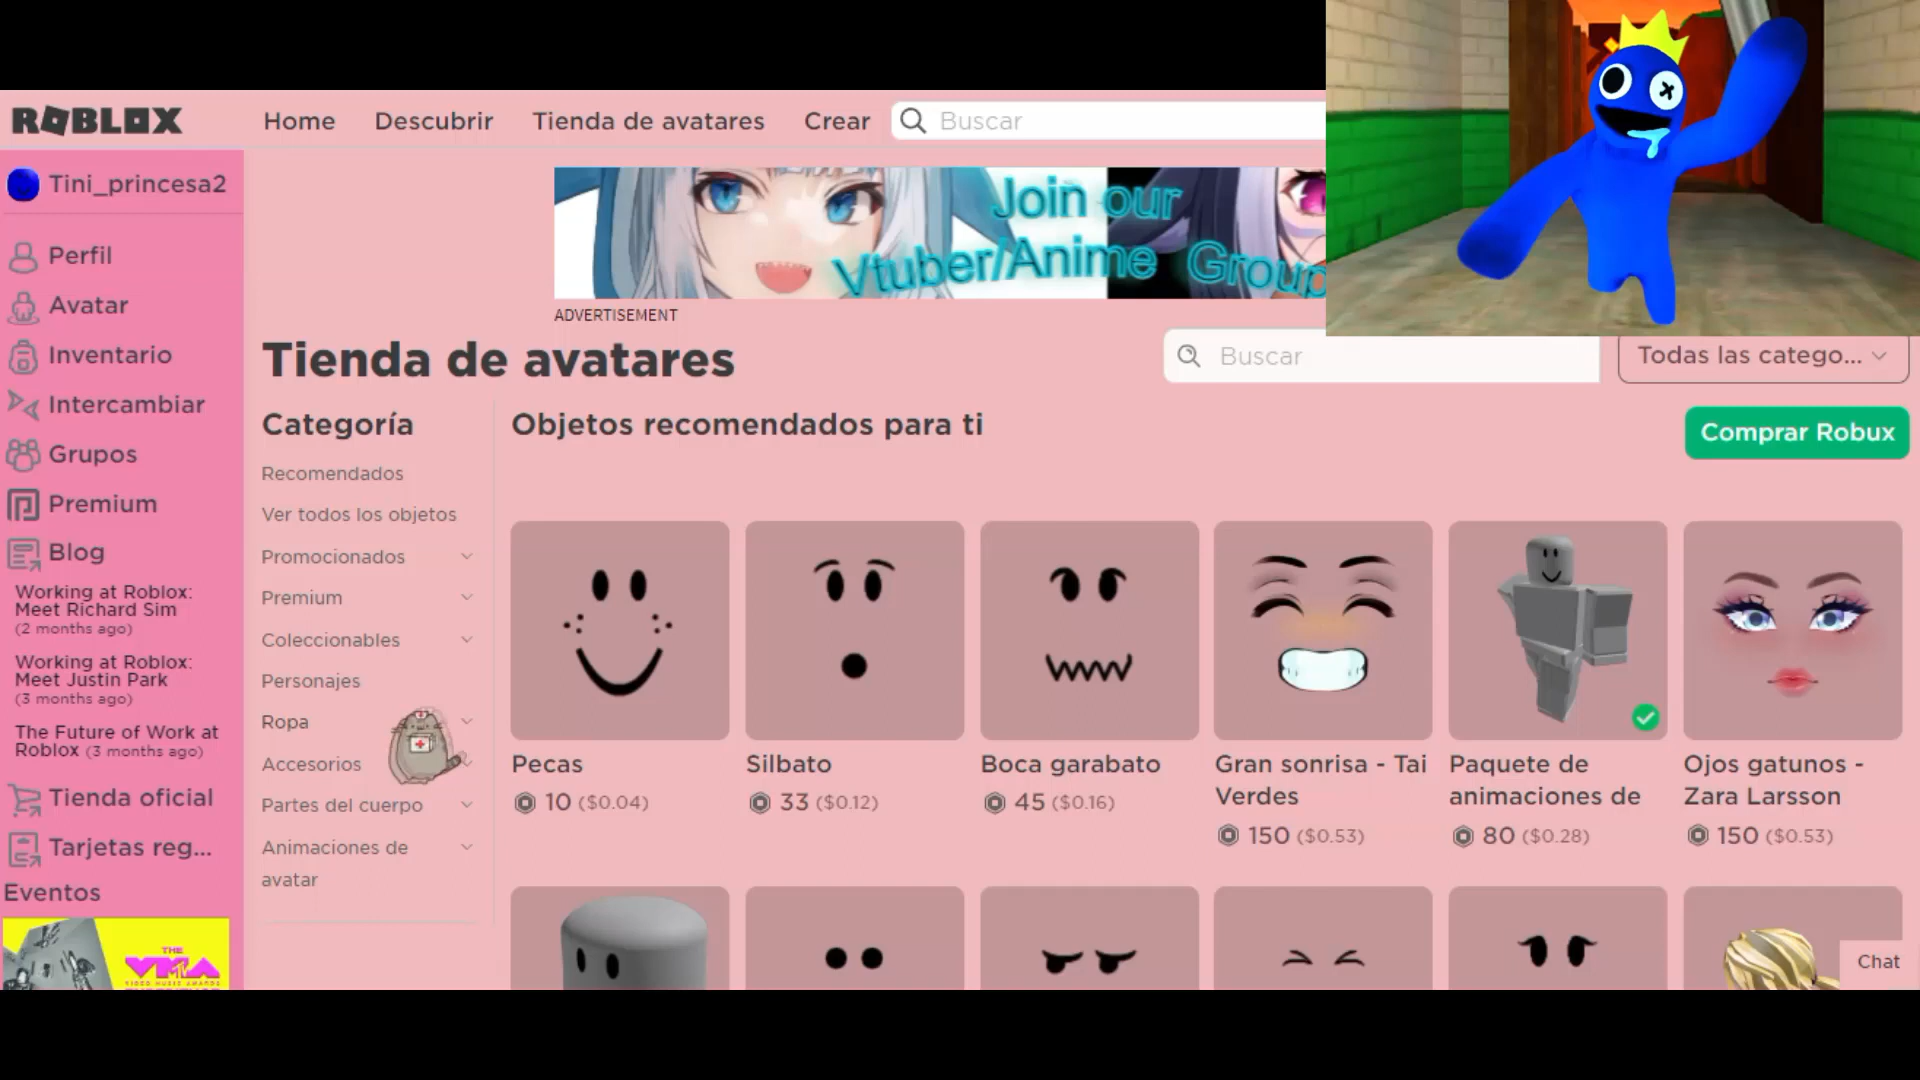 ROBLOX
Home
Descubrir
Tienda de avatares
Crear
Buscar
Tini_princesa2
Perfil
Avatar
Inventario
Intercambiar
Grupos
Premium
Blog
Working at Roblox:
Meet Richard Sim
(2 months ago)
Working at Roblox:
Meet Justin Park
(3 months ago)
The Future of Work at
Roblox (3 months ago)
Tienda oficial
Tarjetas reg...
Eventos
THE
VMA
VIDEO MUSIC AWARDS
Join our
Vtuber/Anime Group
ADVERTISEMENT
Tienda de avatares
Buscar
Todas las catego...
Categoría
Recomendados
Ver todos los objetos
Promocionados
Premium
Coleccionables
Personajes
Ropa
Accesorios
Partes del cuerpo
Animaciones de
avatar
Objetos recomendados para ti
Comprar Robux
Pecas
10 ($0.04)
Silbato
33 ($0.12)
Boca garabato
45 ($0.16)
Gran sonrisa - Tai
Verdes
150 ($0.53)
Paquete de
animaciones de
80 ($0.28)
Ojos gatunos -
Zara Larsson
150 ($0.53)
Chat